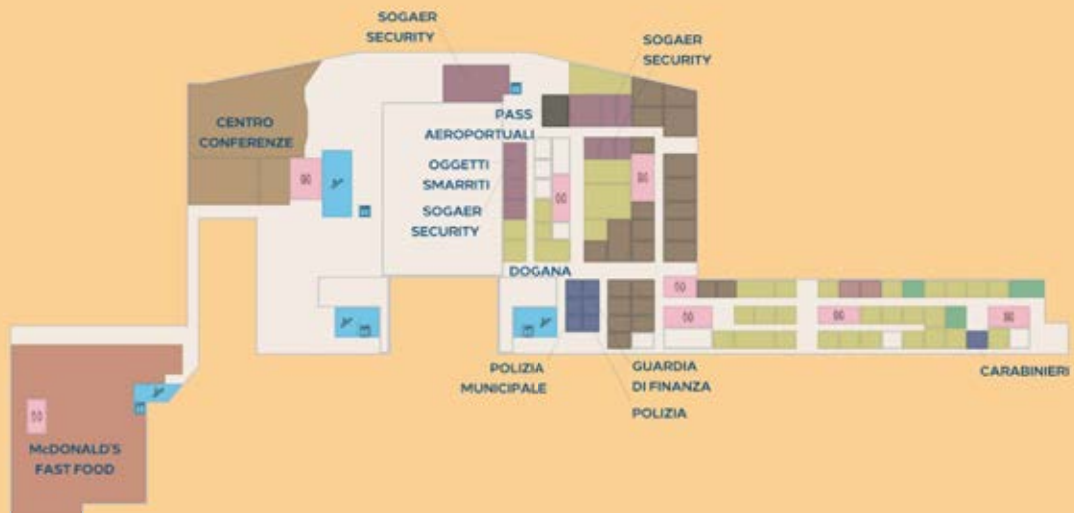 SOGAER
SECURITY
SOGAER
SECURITY
CENTRO
CONFERENZE
PASS
AEROPORTUALI
OGGETTI
SMARRITI
SOGAER
SECURITY
DOGANA
POLIZIA
MUNICIPALE
GUARDIA
DI FINANZA
POLIZIA
CARABINIERI
McDONALD'S
FAST FOOD